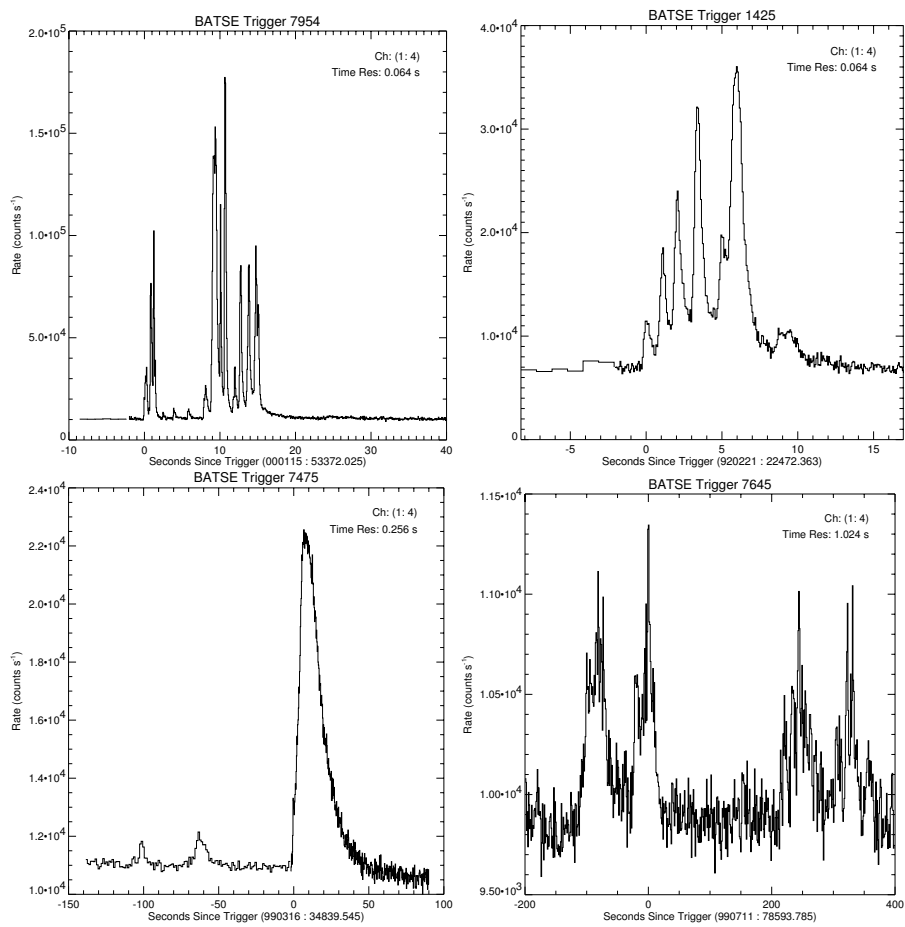 BATSE Trigger 7954
Ch: (1: 4)
Time Res: 0.064 s
Rate (counts s⁻¹)
2.0•10⁵
1.5•10⁵
1.0•10⁵
5.0•10⁴
0
-10 0 10 20 30 40
Seconds Since Trigger (000115 : 53372.025)
BATSE Trigger 1425
Ch: (1: 4)
Time Res: 0.064 s
Rate (counts s⁻¹)
4.0•10⁴
3.0•10⁴
2.0•10⁴
1.0•10⁴
0
-5 0 5 10 15
Seconds Since Trigger (920221 : 22472.363)
BATSE Trigger 7475
Ch: (1: 4)
Time Res: 0.256 s
Rate (counts s⁻¹)
2.4•10⁴
2.2•10⁴
2.0•10⁴
1.8•10⁴
1.6•10⁴
1.4•10⁴
1.2•10⁴
1.0•10⁴
-150 -100 -50 0 50 100
Seconds Since Trigger (990316 : 34839.545)
BATSE Trigger 7645
Ch: (1: 4)
Time Res: 1.024 s
Rate (counts s⁻¹)
1.15•10⁴
1.10•10⁴
1.05•10⁴
1.00•10⁴
9.50•10³
-200 0 200 400
Seconds Since Trigger (990711 : 78593.785)